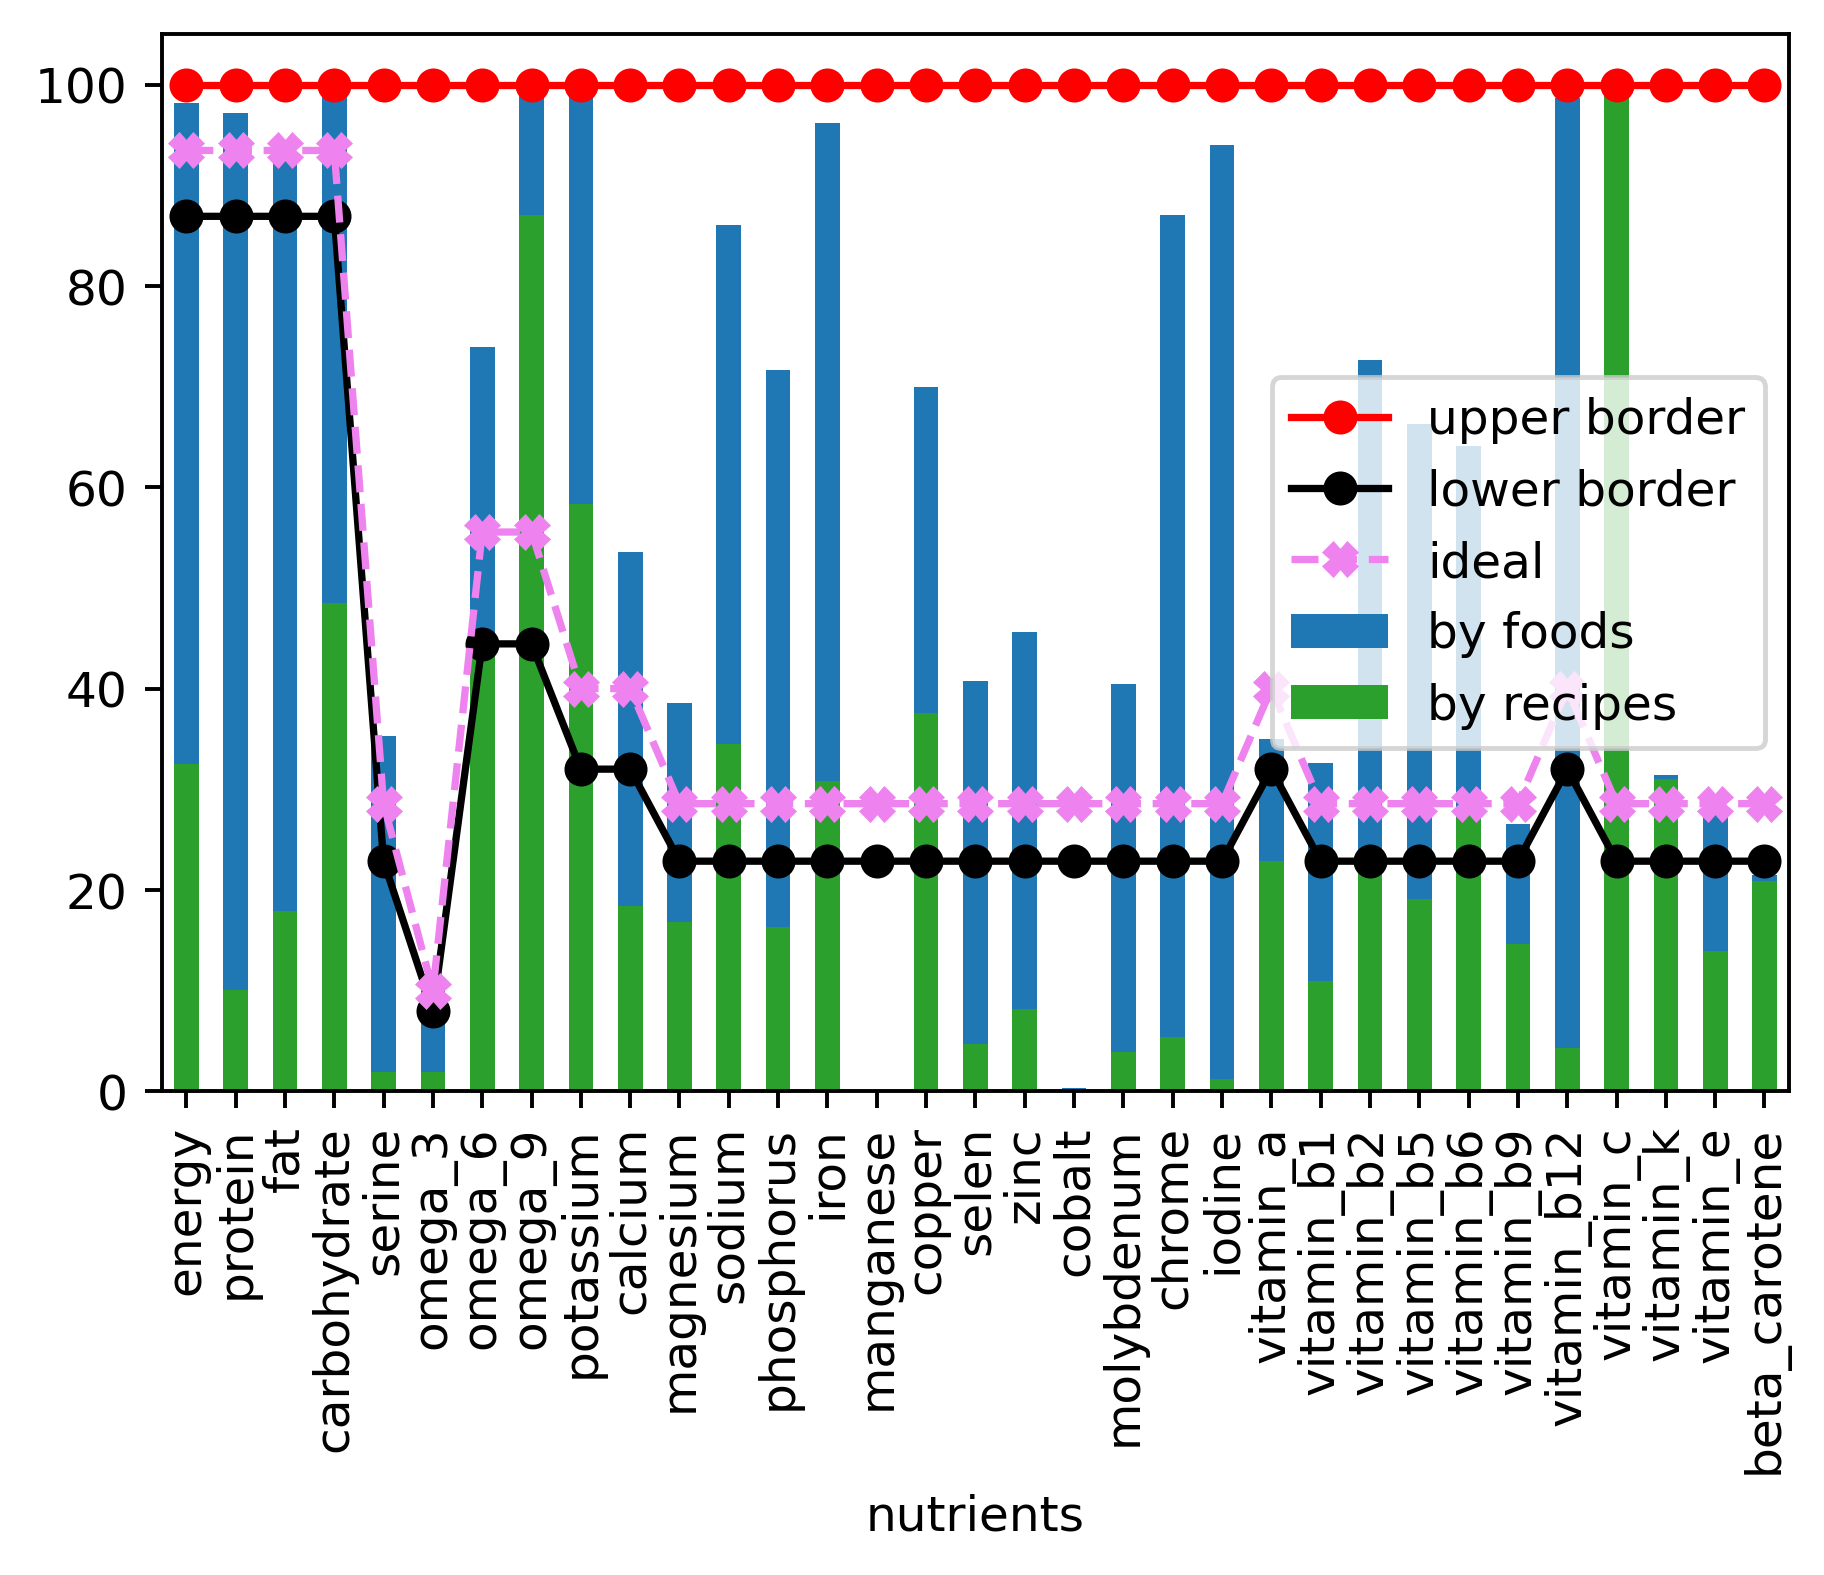 100
80
60
40
20
0
upper border
lower border
ideal
by foods
by recipes
energy
protein
fat
carbohydrate
serine
omega_3
omega_6
omega_9
potassium
calcium
magnesium
sodium
phosphorus
iron
manganese
copper
selen
zinc
cobalt
molybdenum
chrome
iodine
vitamin_a
vitamin_b1
vitamin_b2
vitamin_b5
vitamin_b6
vitamin_b9
vitamin_b12
vitamin_c
vitamin_k
vitamin_e
beta_carotene
nutrients